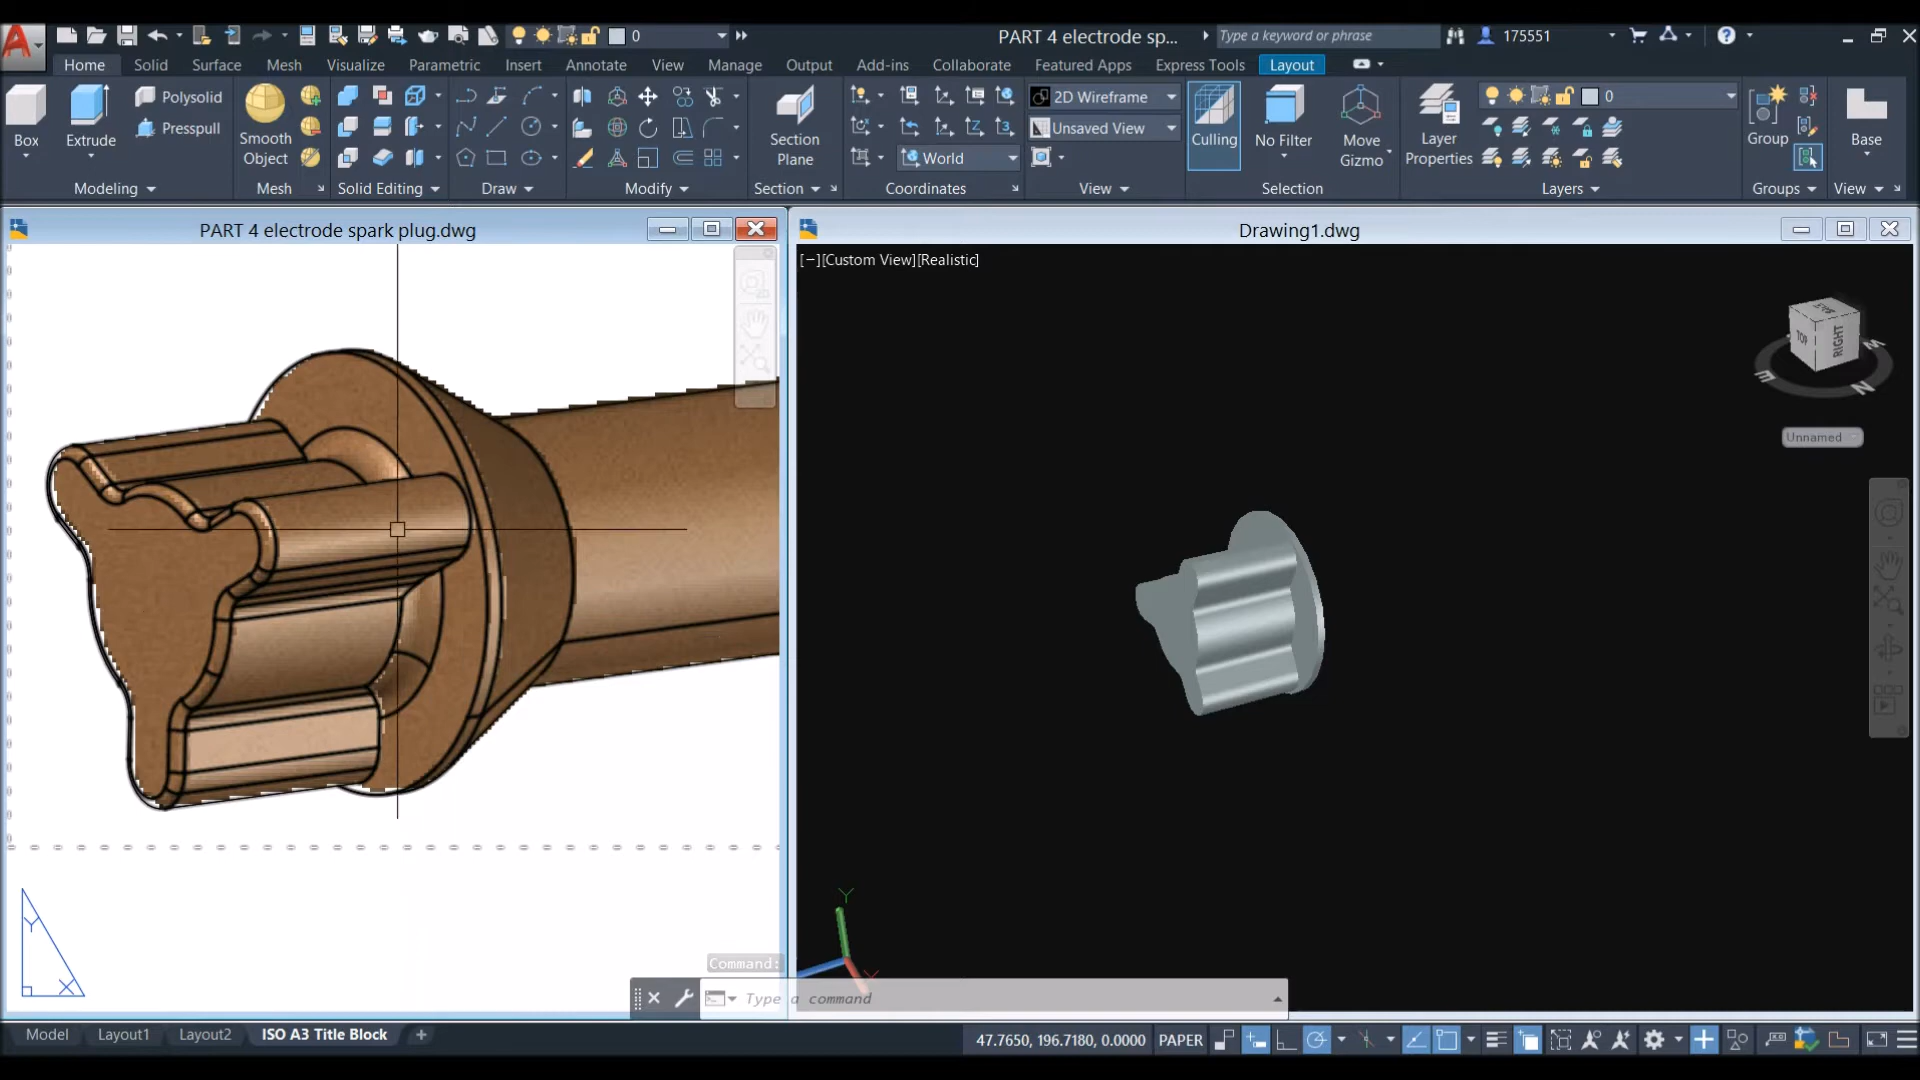 0
PART 4 electrode sp...
Type a keyword or phrase
175551
Home
Solid
Surface
Mesh
Visualize
Parametric
Insert
Annotate
View
Manage
Output
Add-ins
Collaborate
Featured Apps
Express Tools
Layout
Box
Extrude
Polysolid
Presspull
Smooth
Object
Section
Plane
World
2D Wireframe
Unsaved View
Culling
No Filter
Move
Gizmo
Layer
Properties
0
Group
Base
Modeling
Mesh
Solid Editing
Draw
Modify
Section
Coordinates
View
Selection
Layers
Groups
View
PART 4 electrode spark plug.dwg
Drawing1.dwg
[−][Custom View][Realistic]
TOP
RIGHT
E
N
M
Unnamed
Y
X
Y
X
Command:
Type a command
Model
Layout1
Layout2
ISO A3 Title Block
47.7650, 196.7180, 0.0000
PAPER